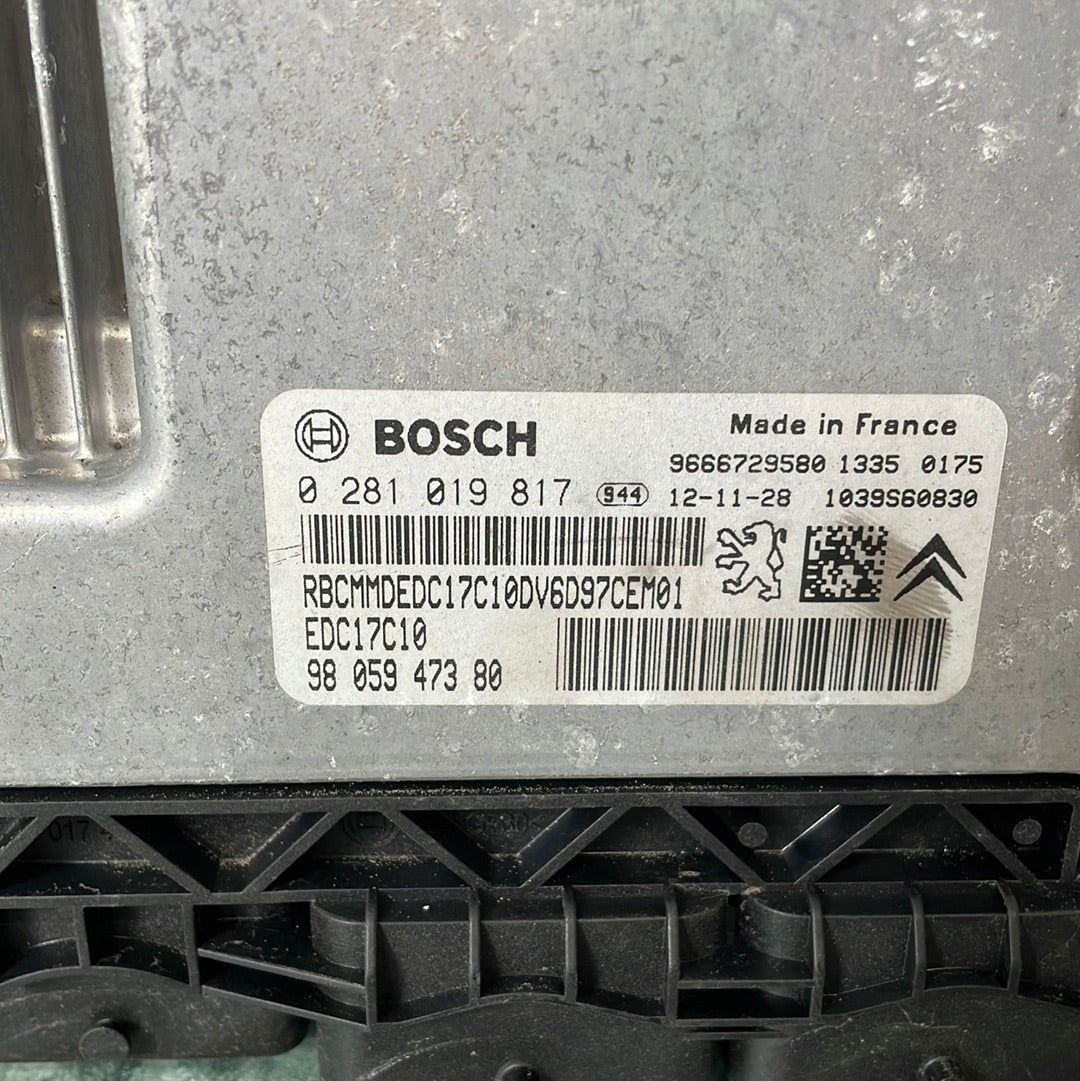 BOSCH
Made in France
9666729580 1335 0175
0 281 019 817 944 12-11-28 1039S60830
RBCMMDEDC17C10DV6D97CEM01
EDC17C10
98 059 473 80